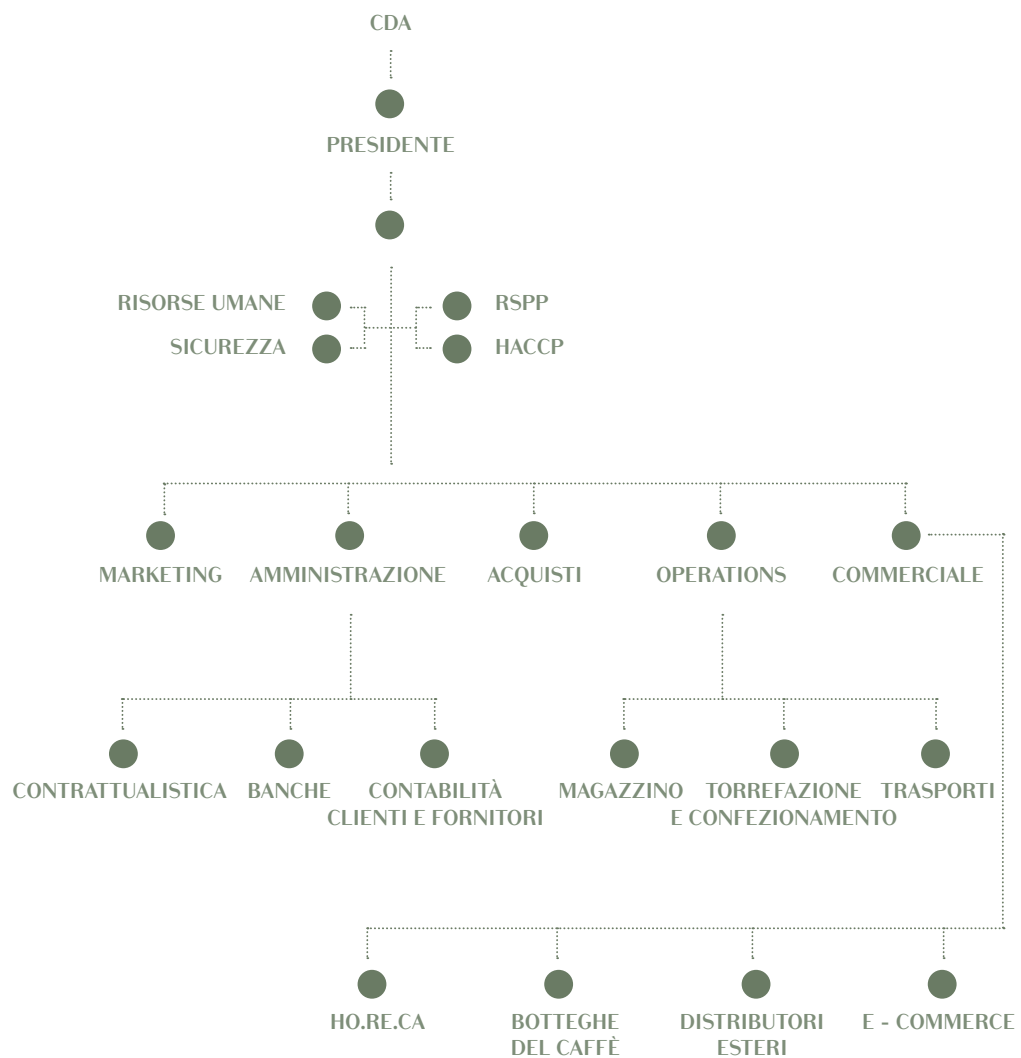 CDA
PRESIDENTE
RISORSE UMANE
RSPP
SICUREZZA
HACCP
MARKETING
AMMINISTRAZIONE
ACQUISTI
OPERATIONS
COMMERCIALE
CONTRATTUALISTICA
BANCHE
CONTABILITÀ
CLIENTI E FORNITORI
MAGAZZINO
TORREFAZIONE
E CONFEZIONAMENTO
TRASPORTI
HO.RE.CA
BOTTEGHE
DEL CAFFÈ
DISTRIBUTORI
ESTERI
E - COMMERCE